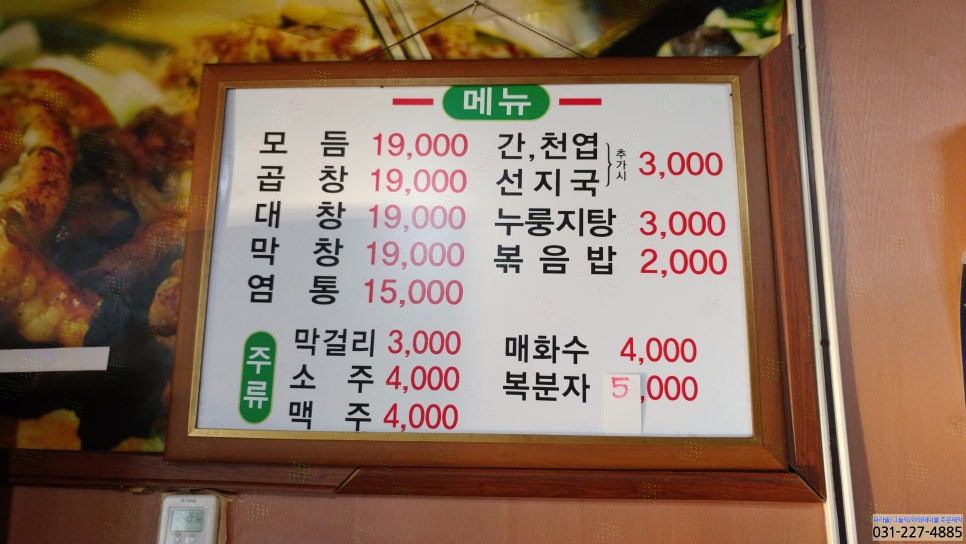 메뉴
모 듬 19,000
곱 창 19,000
대 창 19,000
막 창 19,000
염 통 15,000
간,천엽
선지국
추가시
3,000
누룽지탕 3,000
볶음밥 2,000
주류
막걸리 3,000
소 주 4,000
맥 주 4,000
매화수 4,000
복분자 5,000
031-227-4885